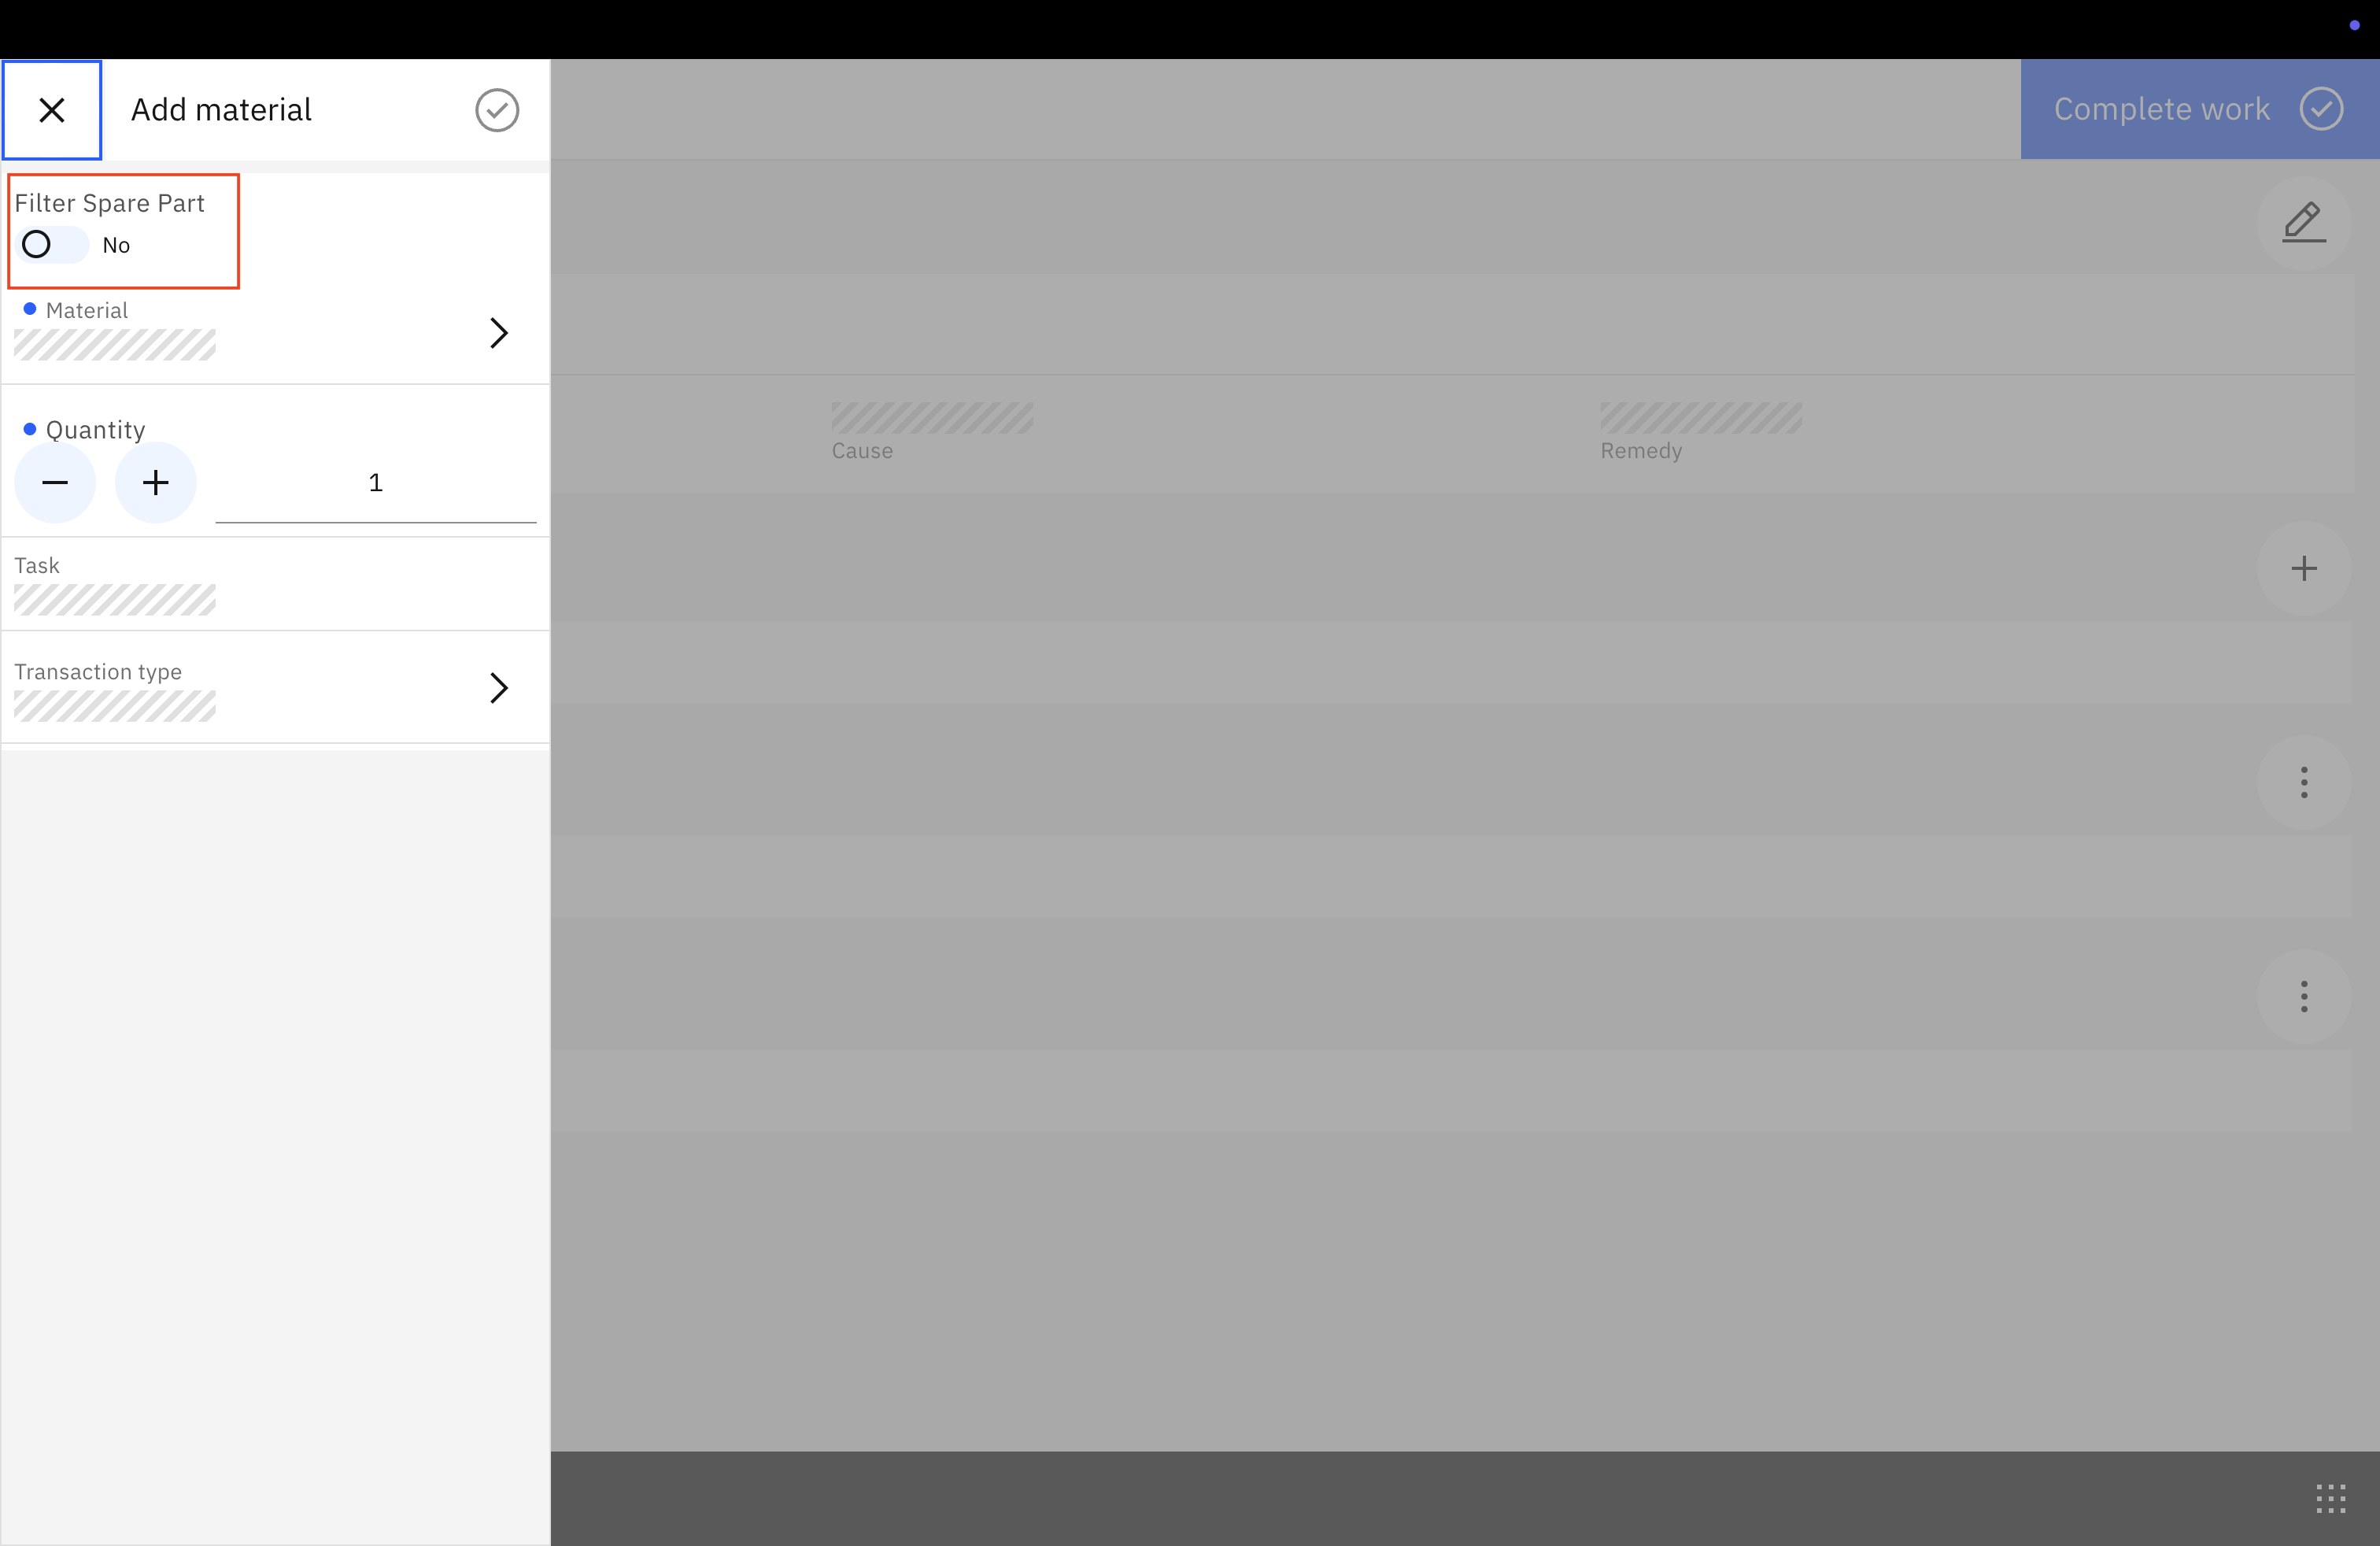 Add material
Complete work
Filter Spare Part
No
Material
Quantity
1
Task
Transaction type
Cause
Remedy